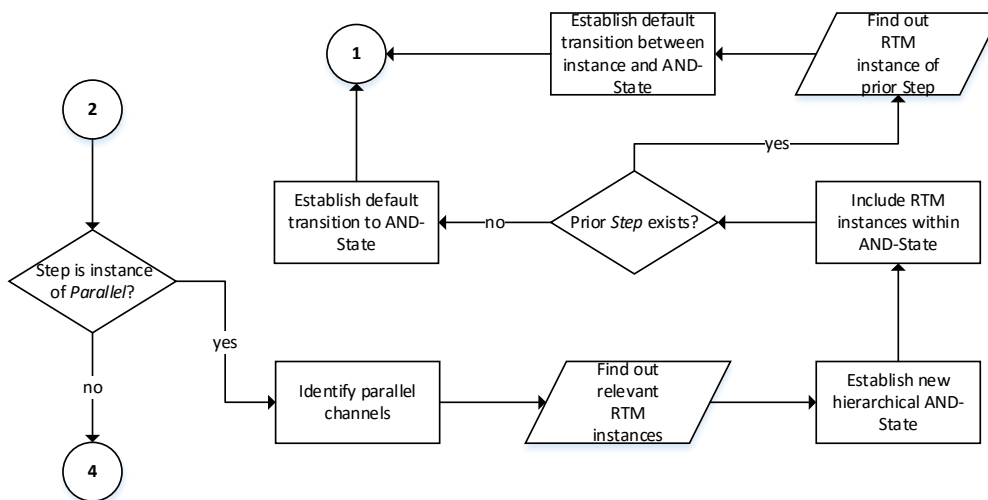 2
Step is instance
of Parallel?
no
4
yes
Identify parallel
channels
Find out
relevant
RTM
instances
Establish new
hierarchical AND-
State
Include RTM
instances within
AND-State
Prior Step exists?
no
Establish default
transition to AND-
State
1
yes
Find out
RTM
instance of
prior Step
Establish default
transition between
instance and AND-
State